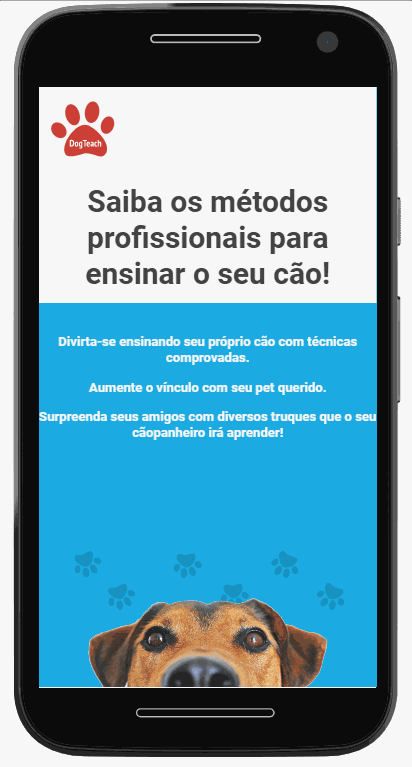 DogTeach
Saiba os métodos
profissionais para
ensinar o seu cão!
Divirta-se ensinando seu próprio cão com técnicas
comprovadas.
Aumente o vínculo com seu pet querido.
Surpreenda seus amigos com diversos truques que o seu
cãopanheiro irá aprender!